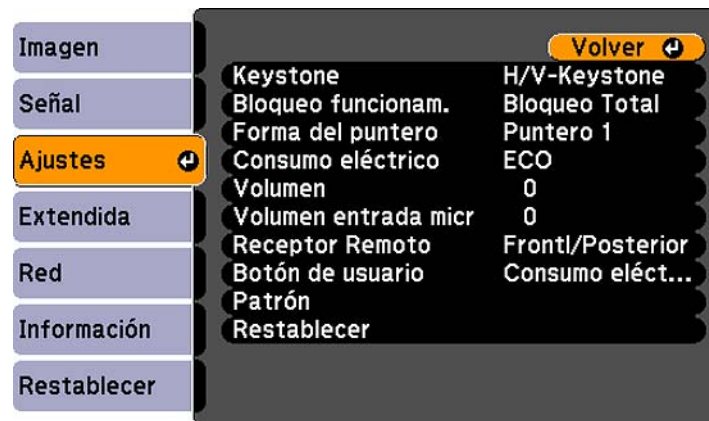 Imagen
Señal
Ajustes
Extendida
Red
Información
Restablecer
Volver
Keystone H/V-Keystone
Bloqueo funcionam. Bloqueo Total
Forma del puntero Puntero 1
Consumo eléctrico ECO
Volumen 0
Volumen entrada micr 0
Receptor Remoto Frontl/Posterior
Botón de usuario Consumo eléct...
Patrón
Restablecer